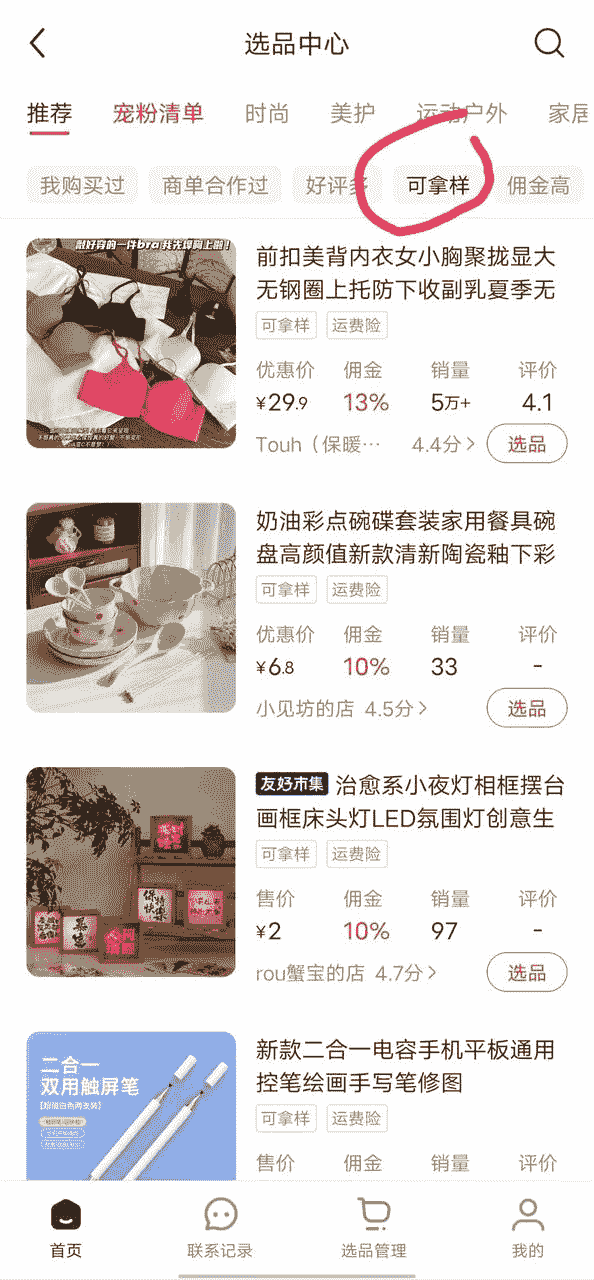 选品中心
推荐 宠粉清单 时尚 美护 运动户外 家居
我购买过 商单合作过 好评多 可拿样 佣金高
前扣美背内衣女小胸聚拢显大
无钢圈上托防下收副乳夏季无
可拿样 运费险
优惠价 佣金 销量 评价
¥29.9 13% 5万+ 4.1
Touh（保暖… 4.4分 选品
奶油彩点碗碟套装家用餐具碗
盘高颜值新款清新陶瓷釉下彩
可拿样 运费险
优惠价 佣金 销量 评价
¥6.8 10% 33 -
小见坊的店 4.5分 选品
友好市集 治愈系小夜灯相框摆台
画框床头灯LED氛围灯创意生
可拿样 运费险
售价 佣金 销量 评价
¥2 10% 97 -
rou蟹宝的店 4.7分 选品
二合一
双用触屏笔
新款二合一电容手机平板通用
控笔绘画手写笔修图
可拿样 运费险
售价 佣金 销量 评价
首页 联系记录 选品管理 我的